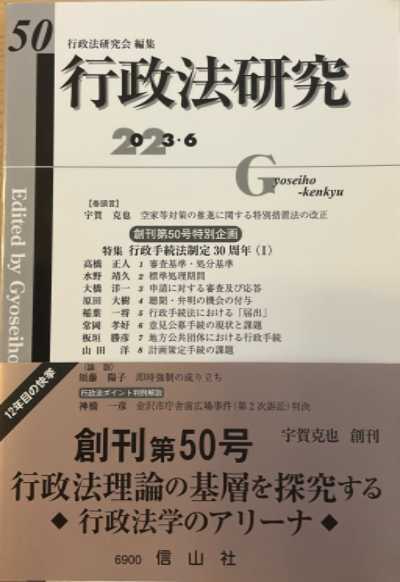 50
行政法研究会 編集
行政法研究
2023・6
Gyoseiho
-kenkyu
Edited by Gyoseiho
【巻頭言】
宇賀 克也 空家等対策の推進に関する特別措置法の改正
創刊第50号特別企画
特集 行政手続法制定30周年(1)
高橋 正人 1 審査基準・処分基準
水野 靖久 2 標準処理期間
大橋 洋一 3 申請に対する審査及び応答
原田 大樹 4 聴聞・弁明の機会の付与
稲葉 一将 5 行政手続法における「届出」
常岡 孝好 6 意見公募手続の現状と課題
板垣 勝彦 7 地方公共団体における行政手続
山田 洋 8 計画策定手続の課題
〈論説〉
須藤 陽子 即時強制の成り立ち
行政法ポイント判例解説
神橋 一彦 金沢市庁舎前広場事件(第2次訴訟)判決
12年目の快挙
創刊第50号
宇賀克也 創刊
行政法理論の基層を探究する
◆ 行政法学のアリーナ ◆
6900 信山社